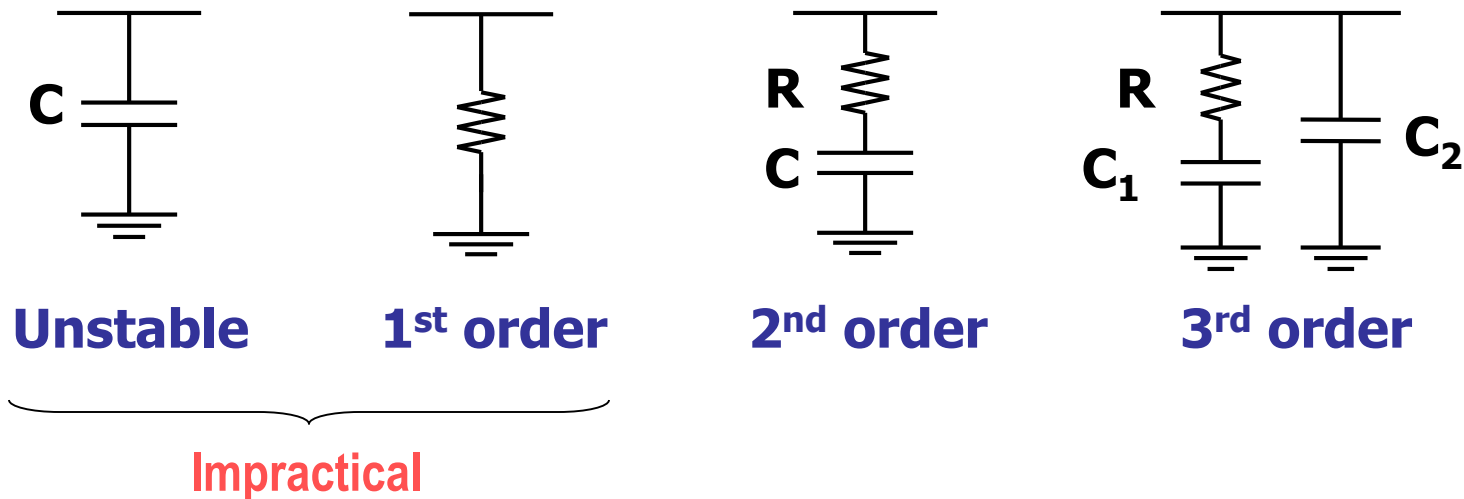 C
R
C
R
C1
C2
Unstable
1st order
2nd order
3rd order
Impractical